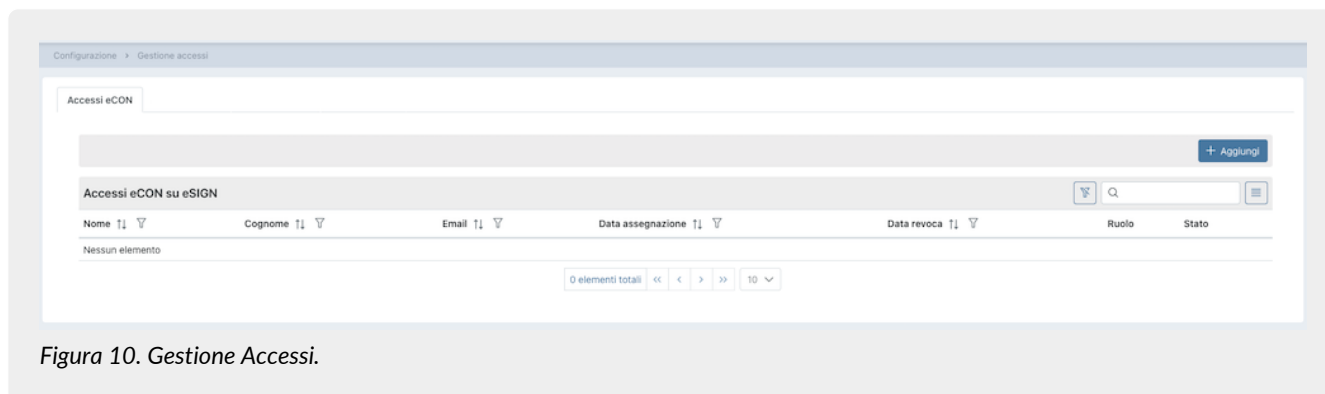 Configurazione > Gestione accessi
Accessi eCON
+ Aggiungi
Accessi eCON su eSIGN
Nome Cognome Email Data assegnazione Data revoca Ruolo Stato
Nessun elemento
0 elementi totali << < > >> 10
Figura 10. Gestione Accessi.